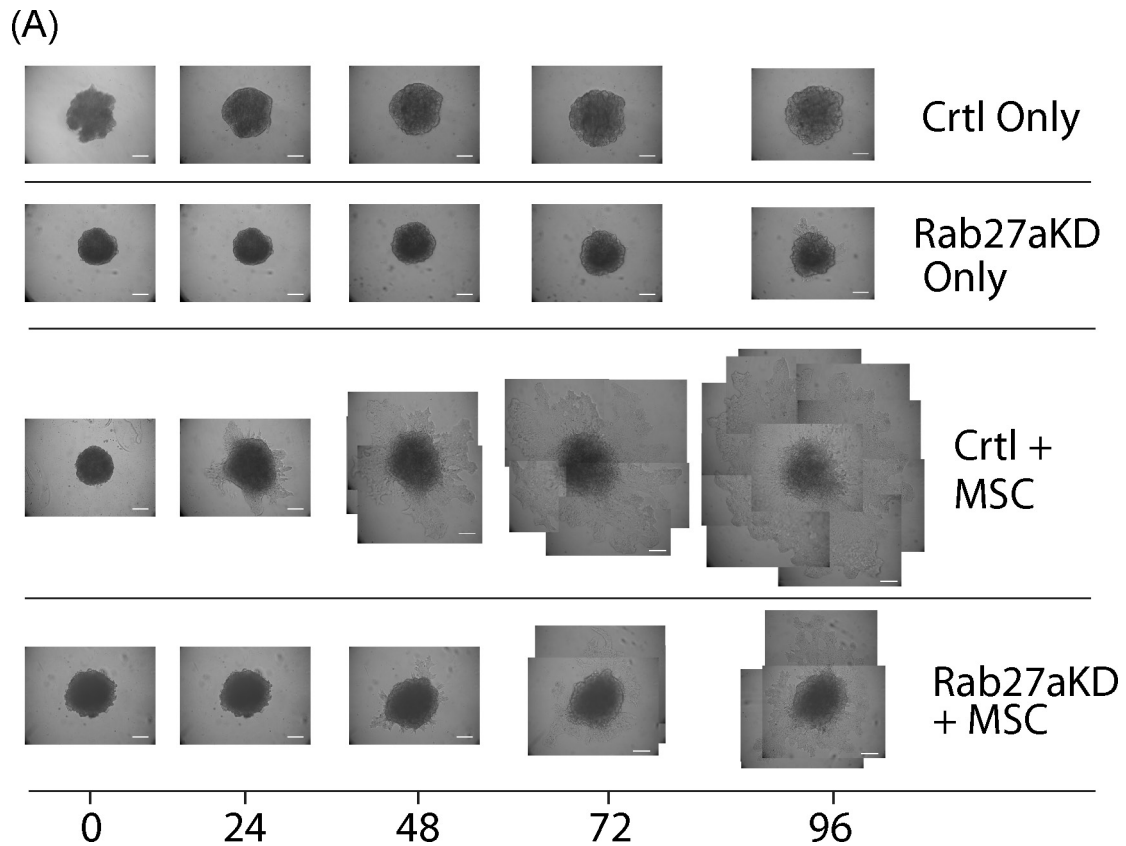 (A)
Crtl Only
Rab27aKD
Only
Crtl +
MSC
Rab27aKD
+ MSC
0 24 48 72 96